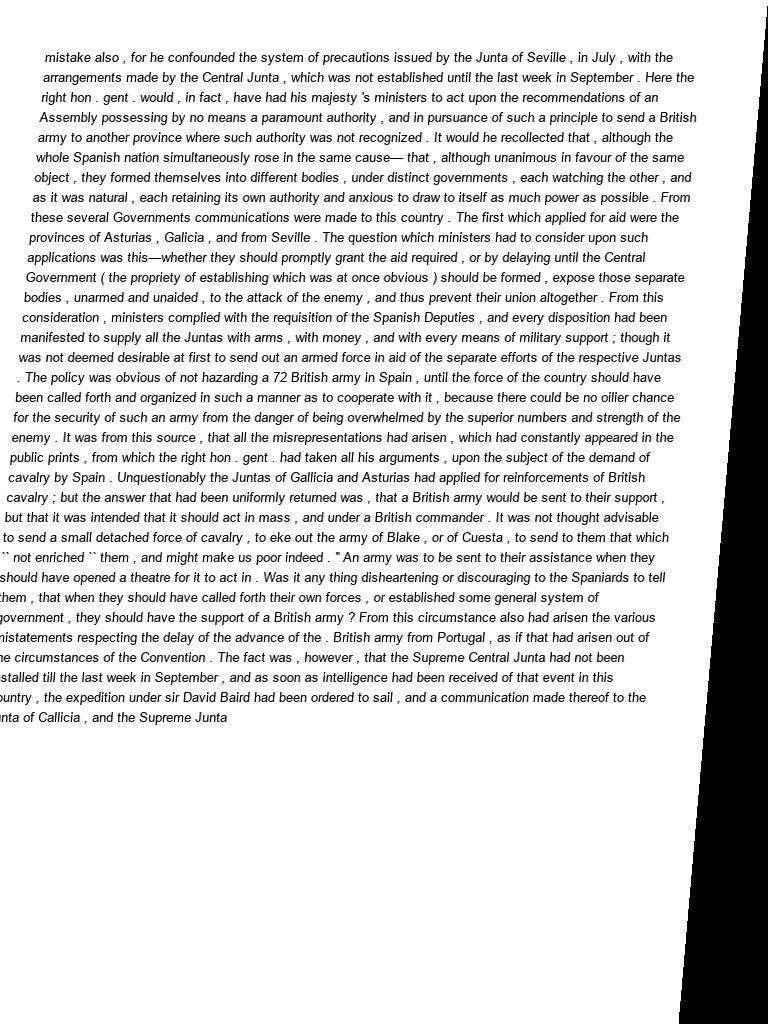 mistake also , for he confounded the system of precautions issued by the Junta of Seville , in July , with the
arrangements made by the Central Junta , which was not established until the last week in September . Here the
right hon . gent . would , in fact , have had his majesty 's ministers to act upon the recommendations of an
Assembly possessing by no means a paramount authority , and in pursuance of such a principle to send a British
army to another province where such authority was not recognized . It would he recollected that , although the
whole Spanish nation simultaneously rose in the same cause— that , although unanimous in favour of the same
object , they formed themselves into different bodies , under distinct governments , each watching the other , and
as it was natural , each retaining its own authority and anxious to draw to itself as much power as possible . From
these several Governments communications were made to this country . The first which applied for aid were the
provinces of Asturias , Galicia , and from Seville . The question which ministers had to consider upon such
applications was this—whether they should promptly grant the aid required , or by delaying until the Central
Government ( the propriety of establishing which was at once obvious ) should be formed , expose those separate
bodies , unarmed and unaided , to the attack of the enemy , and thus prevent their union altogether . From this
consideration , ministers complied with the requisition of the Spanish Deputies , and every disposition had been
manifested to supply all the Juntas with arms , with money , and with every means of military support ; though it
was not deemed desirable at first to send out an armed force in aid of the separate efforts of the respective Juntas
. The policy was obvious of not hazarding a 72 British army in Spain , until the force of the country should have
been called forth and organized in such a manner as to cooperate with it , because there could be no oilier chance
for the security of such an army from the danger of being overwhelmed by the superior numbers and strength of the
enemy . It was from this source , that all the misrepresentations had arisen , which had constantly appeared in the
public prints , from which the right hon . gent . had taken all his arguments , upon the subject of the demand of
cavalry by Spain . Unquestionably the Juntas of Gallicia and Asturias had applied for reinforcements of British
cavalry ; but the answer that had been uniformly returned was , that a British army would be sent to their support ,
but that it was intended that it should act in mass , and under a British commander . It was not thought advisable
to send a small detached force of cavalry , to eke out the army of Blake , or of Cuesta , to send to them that which
`` not enriched `` them , and might make us poor indeed . " An army was to be sent to their assistance when they
should have opened a theatre for it to act in . Was it any thing disheartening or discouraging to the Spaniards to tell
them , that when they should have called forth their own forces , or established some general system of
government , they should have the support of a British army ? From this circumstance also had arisen the various
mistatements respecting the delay of the advance of the . British army from Portugal , as if that had arisen out of
circumstances of the Convention . The fact was , however , that the Supreme Central Junta had not been
till the last week in September , and as soon as intelligence had been received of that event in this
, the expedition under sir David Baird had been ordered to sail , and a communication made thereof to the
of Callicia , and the Supreme Junta